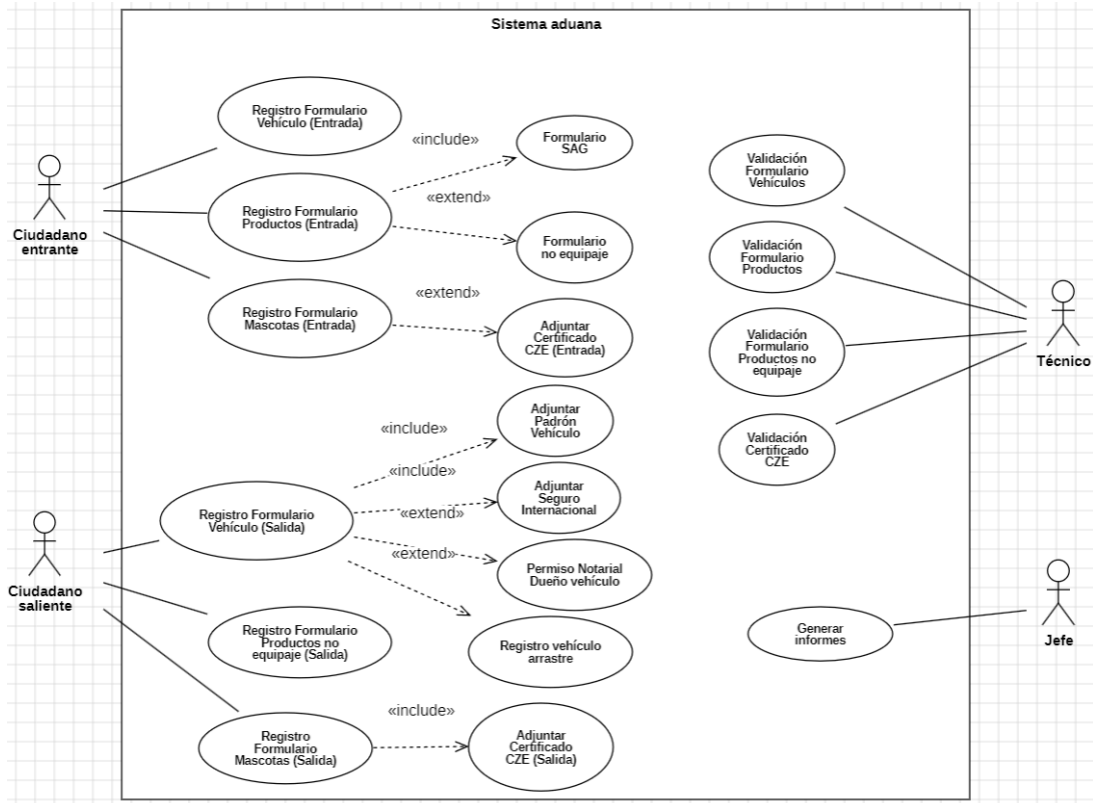 Sistema aduana
Registro Formulario
Vehículo (Entrada)
«include»
Formulario
SAG
Validación
Formulario
Vehículos
Ciudadano
entrante
Registro Formulario
Productos (Entrada)
«extend»
Formulario
no equipaje
Validación
Formulario
Productos
Registro Formulario
Mascotas (Entrada)
«extend»
Adjuntar
Certificado
CZE (Entrada)
Validación
Formulario
Productos no
equipaje
Técnico
«include»
Adjuntar
Padrón
Vehículo
Validación
Certificado
CZE
«include»
Adjuntar
Seguro
Internacional
Registro Formulario
Vehículo (Salida)
«extend»
«extend»
Permiso Notarial
Dueño vehículo
Ciudadano
saliente
Registro Formulario
Productos no
equipaje (Salida)
Registro vehículo
arrastre
Generar
informes
Jefe
Registro
Formulario
Mascotas (Salida)
«include»
Adjuntar
Certificado
CZE (Salida)